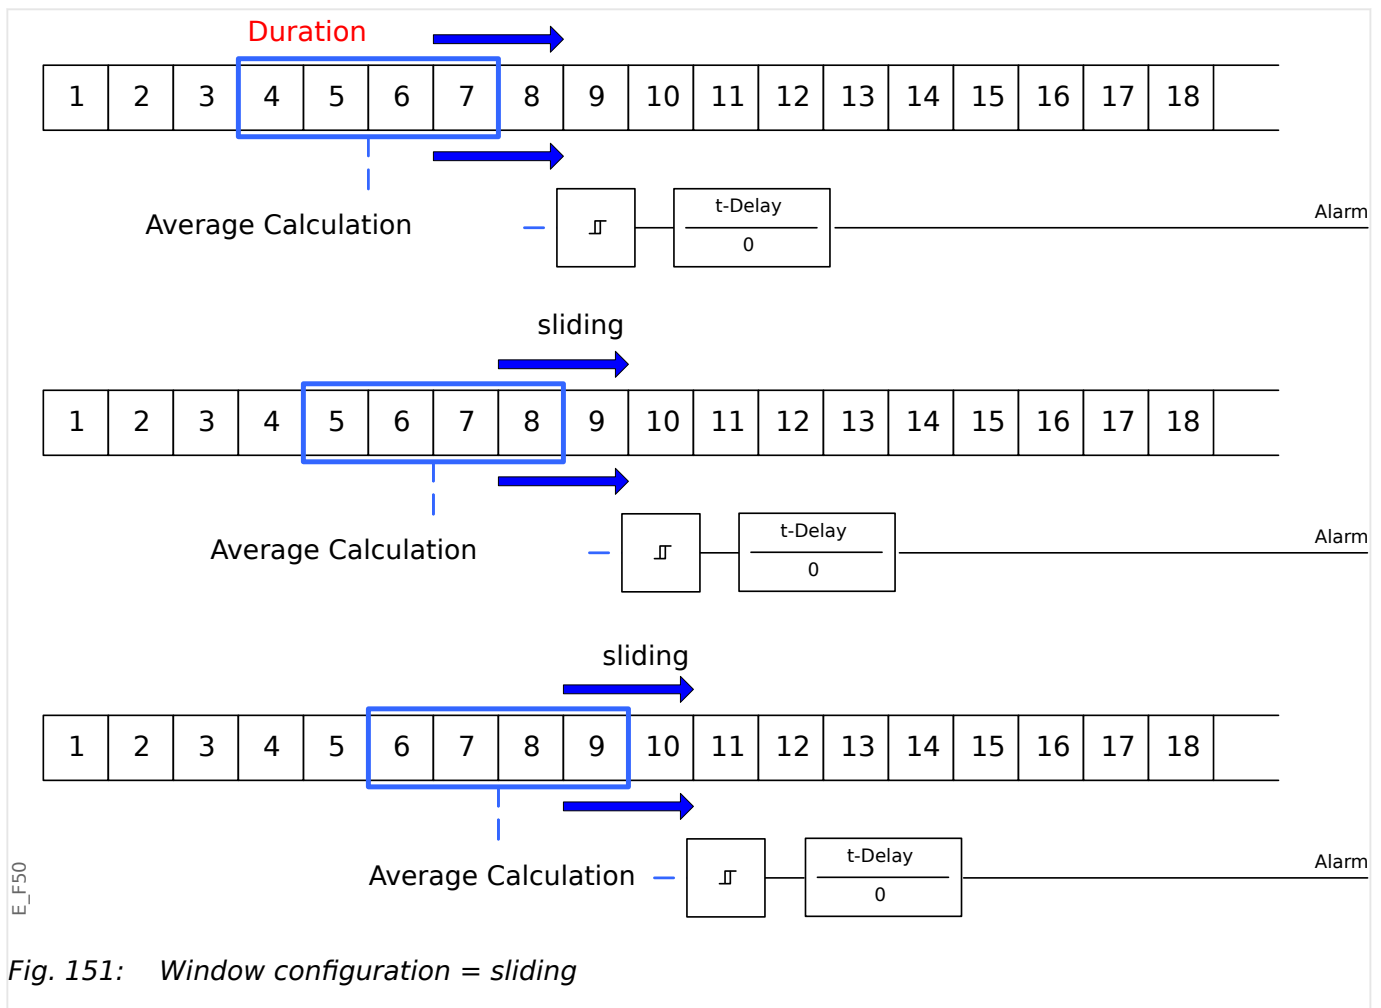 Duration
1 2 3 4 5 6 7 8 9 10 11 12 13 14 15 16 17 18
Average Calculation
t-Delay
0
Alarm
sliding
1 2 3 4 5 6 7 8 9 10 11 12 13 14 15 16 17 18
Average Calculation
t-Delay
0
Alarm
sliding
1 2 3 4 5 6 7 8 9 10 11 12 13 14 15 16 17 18
Average Calculation
t-Delay
0
Alarm
E_F50
Fig. 151: Window configuration = sliding